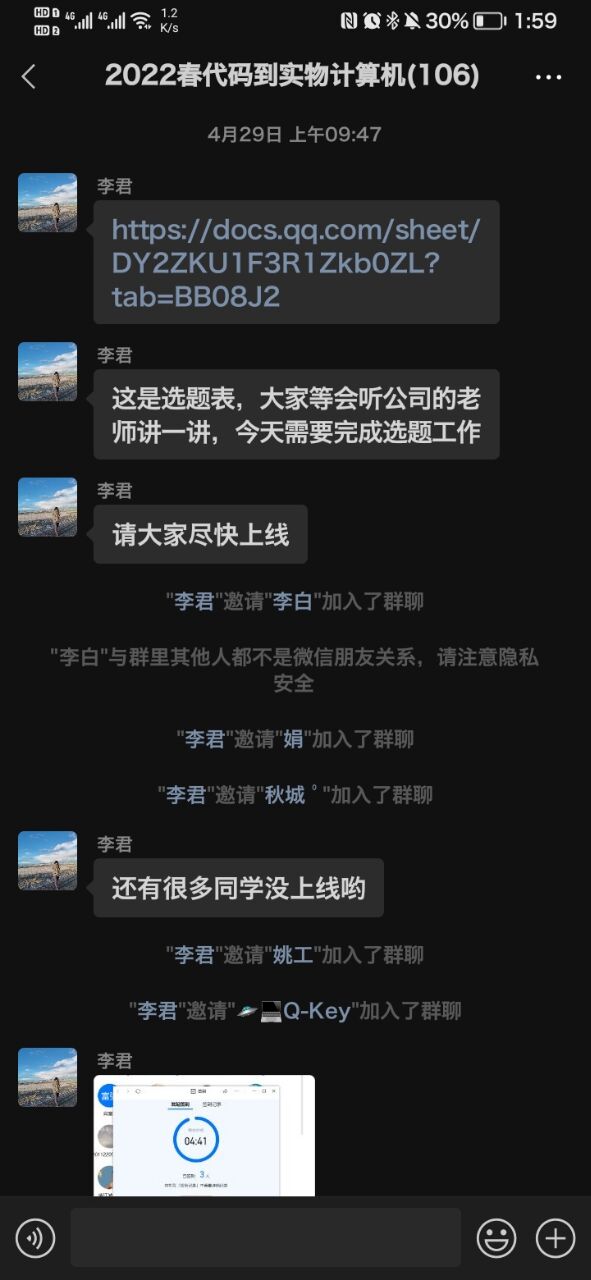 HD 1 4G 4G 1.2 30% 1:59
HD 2 K/s
2022春代码到实物计算机(106)
4月29日 上午09:47
李君
https://docs.qq.com/sheet/
DY2ZKU1F3R1Zkb0ZL?
tab=BB08J2
李君
这是选题表，大家等会听公司的老
师讲一讲，今天需要完成选题工作
李君
请大家尽快上线
"李君"邀请"李白"加入了群聊
"李白"与群里其他人都不是微信朋友关系，请注意隐私
安全
"李君"邀请"娟"加入了群聊
"李君"邀请"秋城 ༠"加入了群聊
李君
还有很多同学没上线哟
"李君"邀请"姚工"加入了群聊
"李君"邀请"🛸💻Q-Key"加入了群聊
李君
04:41